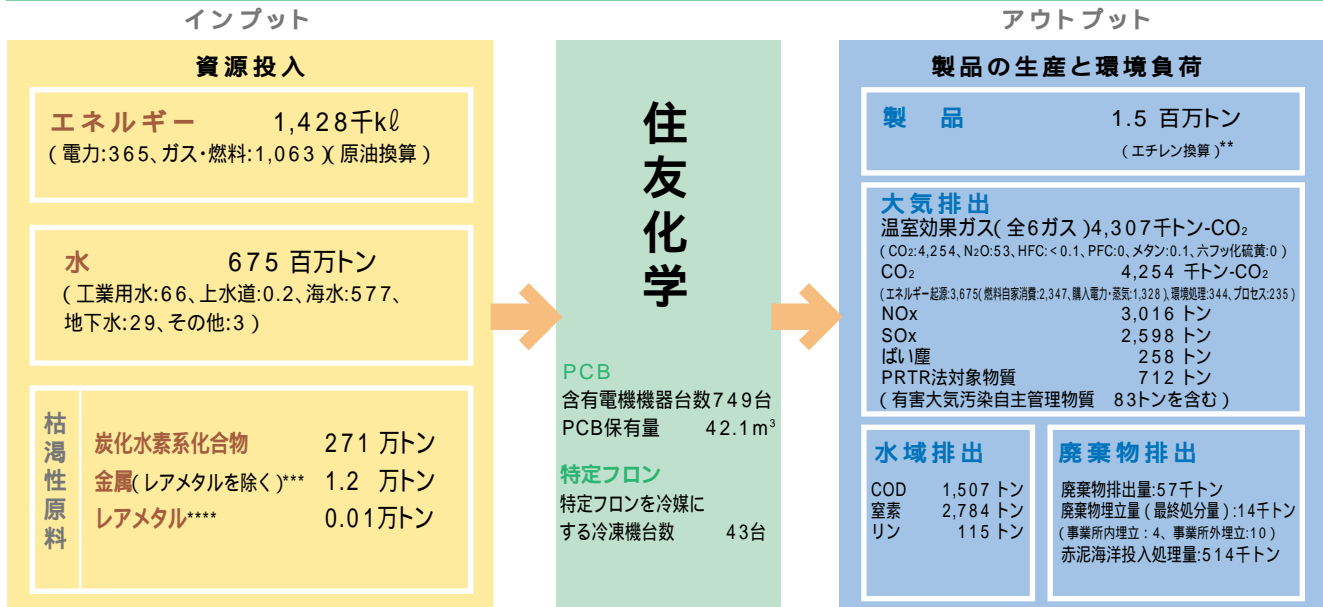 インプット
アウトプット
資源投入
エネルギー 1,428千kℓ
(電力:365、ガス・燃料:1,063)(原油換算)
水 675 百万トン
(工業用水:66、上水道:0.2、海水:577、
地下水:29、その他:3)
枯渇性原料
炭化水素系化合物 271 万トン
金属(レアメタルを除く)*** 1.2 万トン
レアメタル**** 0.01万トン
住友化学
PCB
含有電機機器台数749台
PCB保有量 42.1m³
特定フロン
特定フロンを冷媒に
する冷凍機台数 43台
製品の生産と環境負荷
製品 1.5 百万トン
(エチレン換算)**
大気排出
温室効果ガス(全6ガス)4,307千トン-CO₂
(CO₂:4,254、N₂O:53、HFC:<0.1、PFC:0、メタン:0.1、六フッ化硫黄:0)
CO₂ 4,254 千トン-CO₂
(エネルギー起源:3,675(燃料自家消費:2,347、購入電力・蒸気:1,328)、環境処理:344、プロセス:235)
NOx 3,016 トン
SOx 2,598 トン
ばい塵 258 トン
PRTR法対象物質 712 トン
(有害大気汚染自主管理物質 83トンを含む)
水域排出
COD 1,507 トン
窒素 2,784 トン
リン 115 トン
廃棄物排出
廃棄物排出量:57千トン
廃棄物埋立量(最終処分量):14千トン
(事業所内埋立:4、事業所外埋立:10)
赤泥海洋投入処理量:514千トン